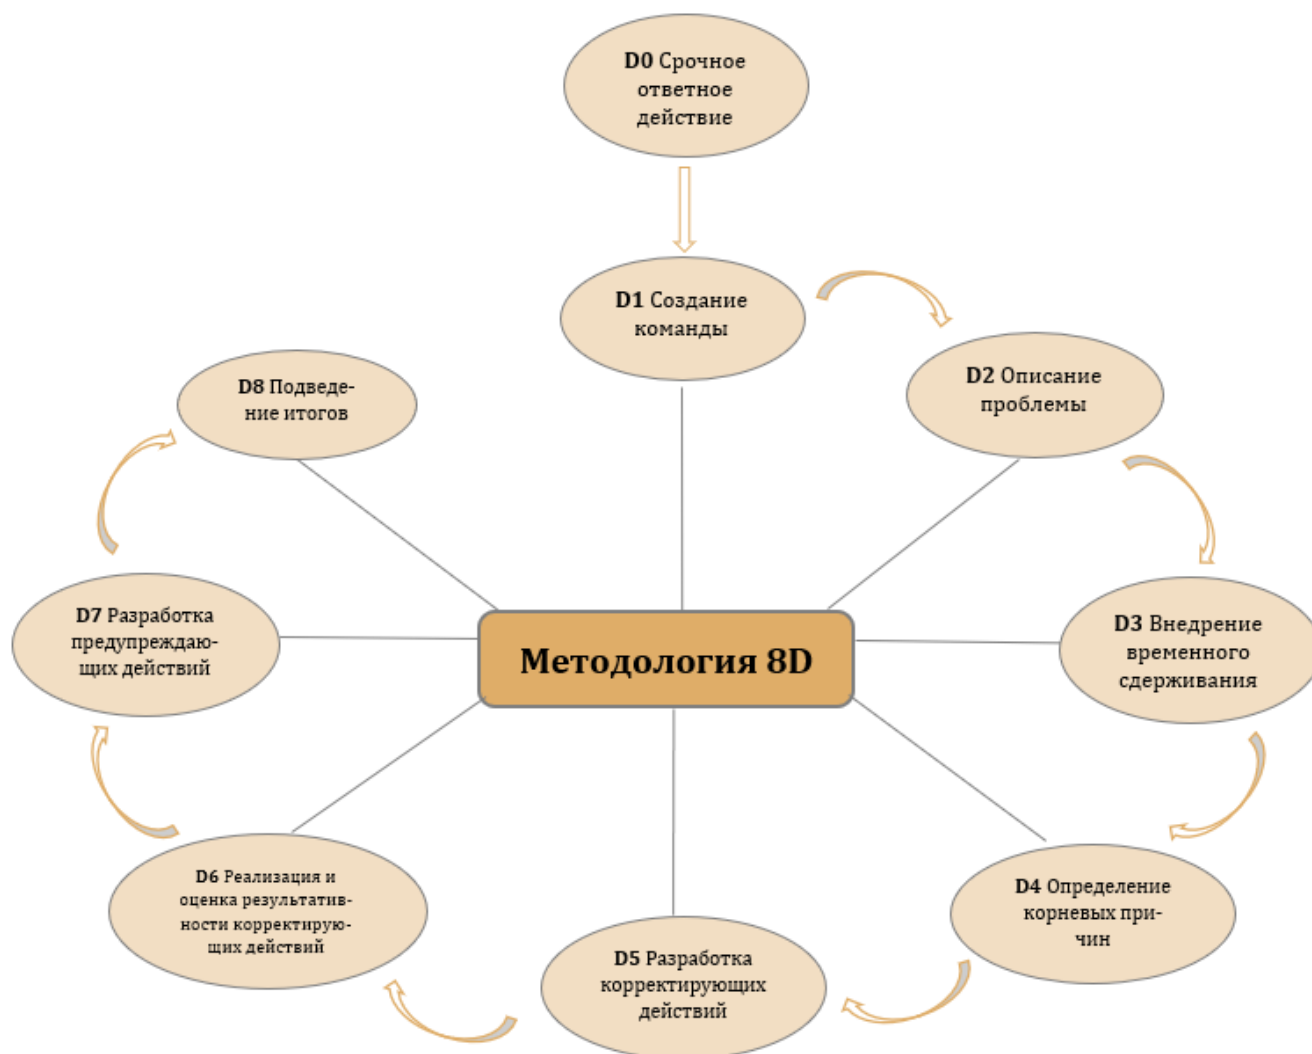 D0 Срочное
ответное
действие
D1 Создание
команды
D2 Описание
проблемы
D8 Подведе-
ние итогов
D3 Внедрение
временного
сдерживания
D7 Разработка
предупреждаю-
щих действий
Методология 8D
D4 Определение
корневых при-
чин
D6 Реализация и
оценка результатив-
ности корректирую-
щих действий
D5 Разработка
корректирующих
действий